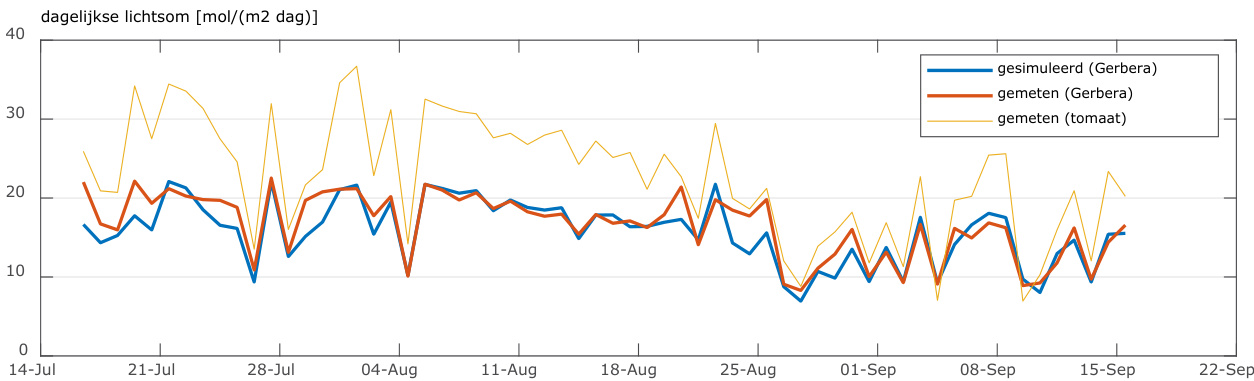 dagelijkse lichtsom [mol/(m2 dag)]
40
30
20
10
0
gesimuleerd (Gerbera)
gemeten (Gerbera)
gemeten (tomaat)
14-Jul 21-Jul 28-Jul 04-Aug 11-Aug 18-Aug 25-Aug 01-Sep 08-Sep 15-Sep 22-Sep